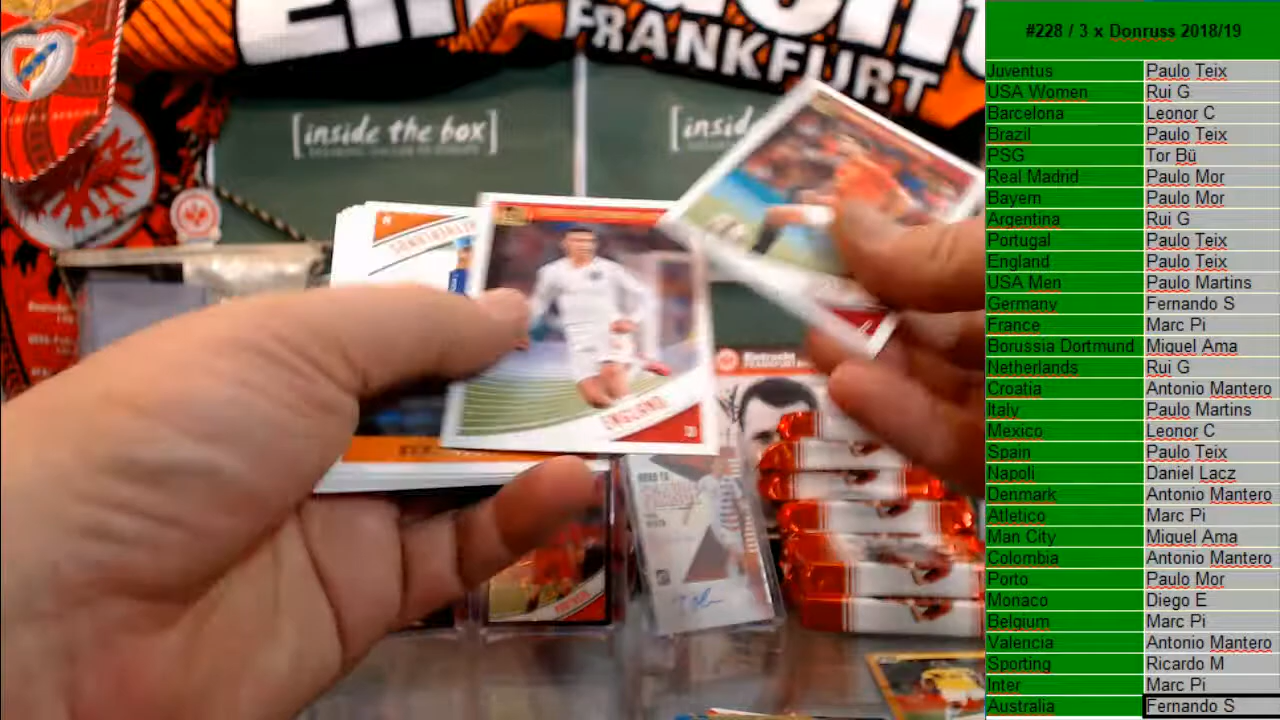 Eintracht
FRANKFURT
[inside the box]
[insid
ENGLAND
Eintracht
FRANKFURT
#228 / 3 x Donruss 2018/19
Juventus Paulo Teix
USA Women Rui G
Barcelona Leonor C
Brazil Paulo Teix
PSG Tor Bü
Real Madrid Paulo Mor
Bayern Paulo Mor
Argentina Rui G
Portugal Paulo Teix
England Paulo Teix
USA Men Paulo Martins
Germany Fernando S
France Marc Pi
Borussia Dortmund Miguel Ama
Netherlands Rui G
Croatia Antonio Mantero
Italy Paulo Martins
Mexico Leonor C
Spain Paulo Teix
Napoli Daniel Lacz
Denmark Antonio Mantero
Atletico Marc Pi
Man City Miguel Ama
Colombia Antonio Mantero
Porto Paulo Mor
Monaco Diego E
Belgium Marc Pi
Valencia Antonio Mantero
Sporting Ricardo M
Inter Marc Pi
Australia Fernando S